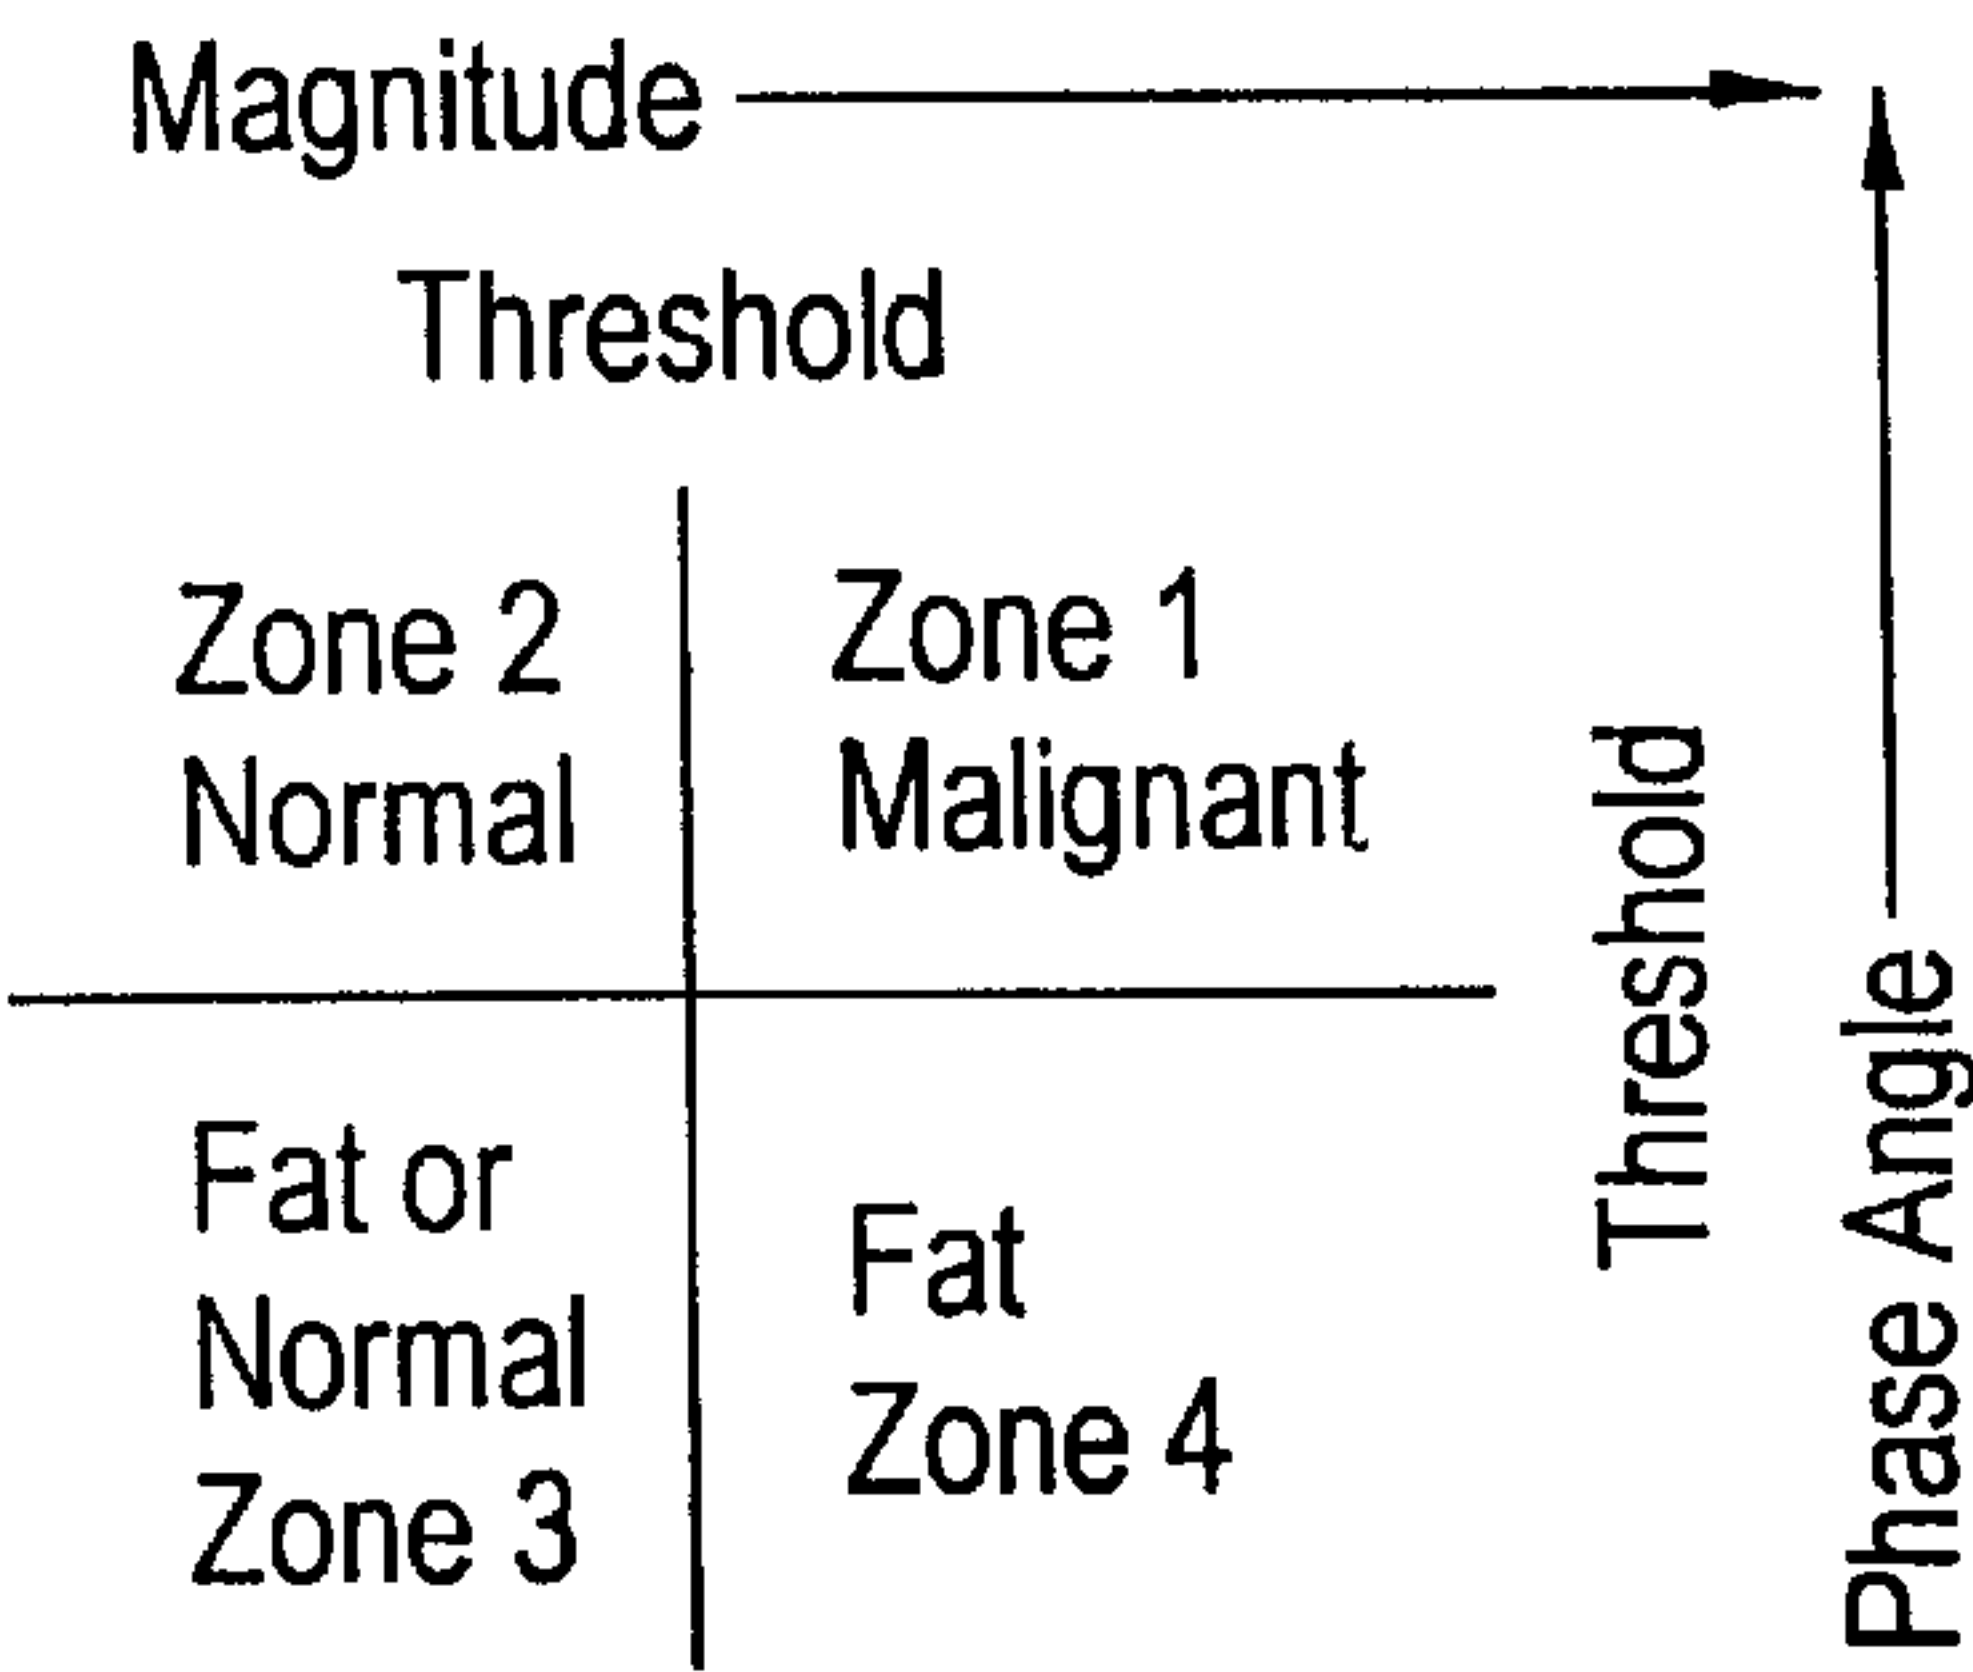 Magnitude
Threshold
Zone 2
Normal
Zone 1
Malignant
Fat or
Normal
Zone 3
Fat
Zone 4
Threshold
Phase Angle